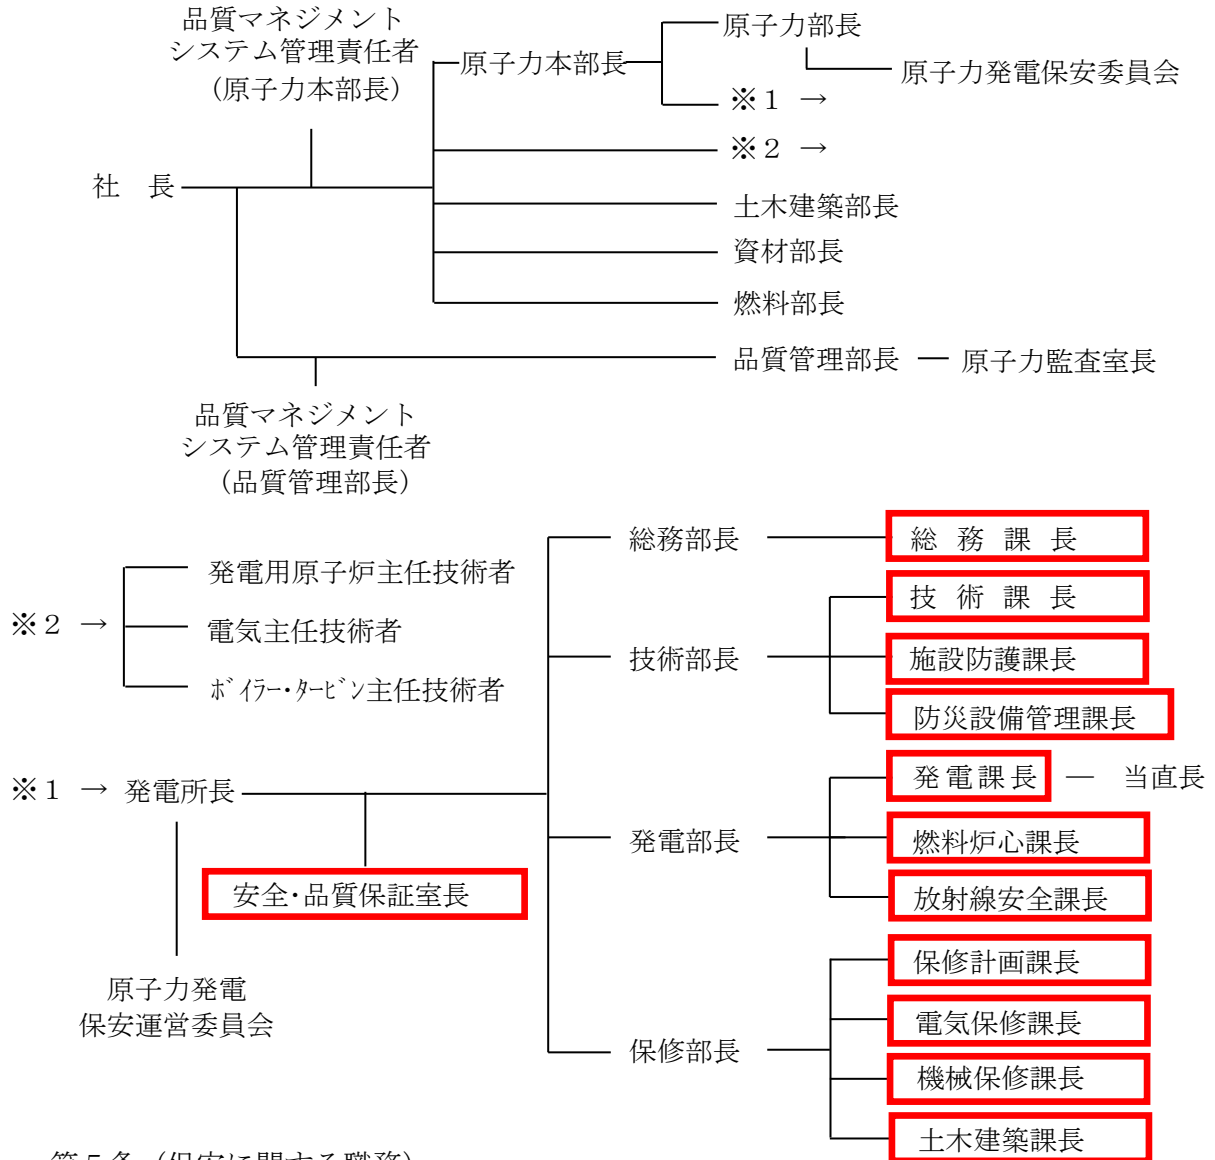 品質マネジメント
システム管理責任者
(原子力本部長)
原子力本部長
原子力部長
原子力発電保安委員会
※１ →
※２ →
社　長
土木建築部長
資材部長
燃料部長
品質管理部長 ― 原子力監査室長
品質マネジメント
システム管理責任者
(品質管理部長)
※２ →
発電用原子炉主任技術者
電気主任技術者
ﾎﾞｲﾗｰ･ﾀｰﾋﾞﾝ主任技術者
※１ → 発電所長
安全・品質保証室長
原子力発電
保安運営委員会
総務部長
総　務　課　長
技術部長
技　術　課　長
施設防護課長
防災設備管理課長
発電部長
発電課長 ― 当直長
燃料炉心課長
放射線安全課長
保修部長
保修計画課長
電気保修課長
機械保修課長
土木建築課長
第５条（保安に関する職務）